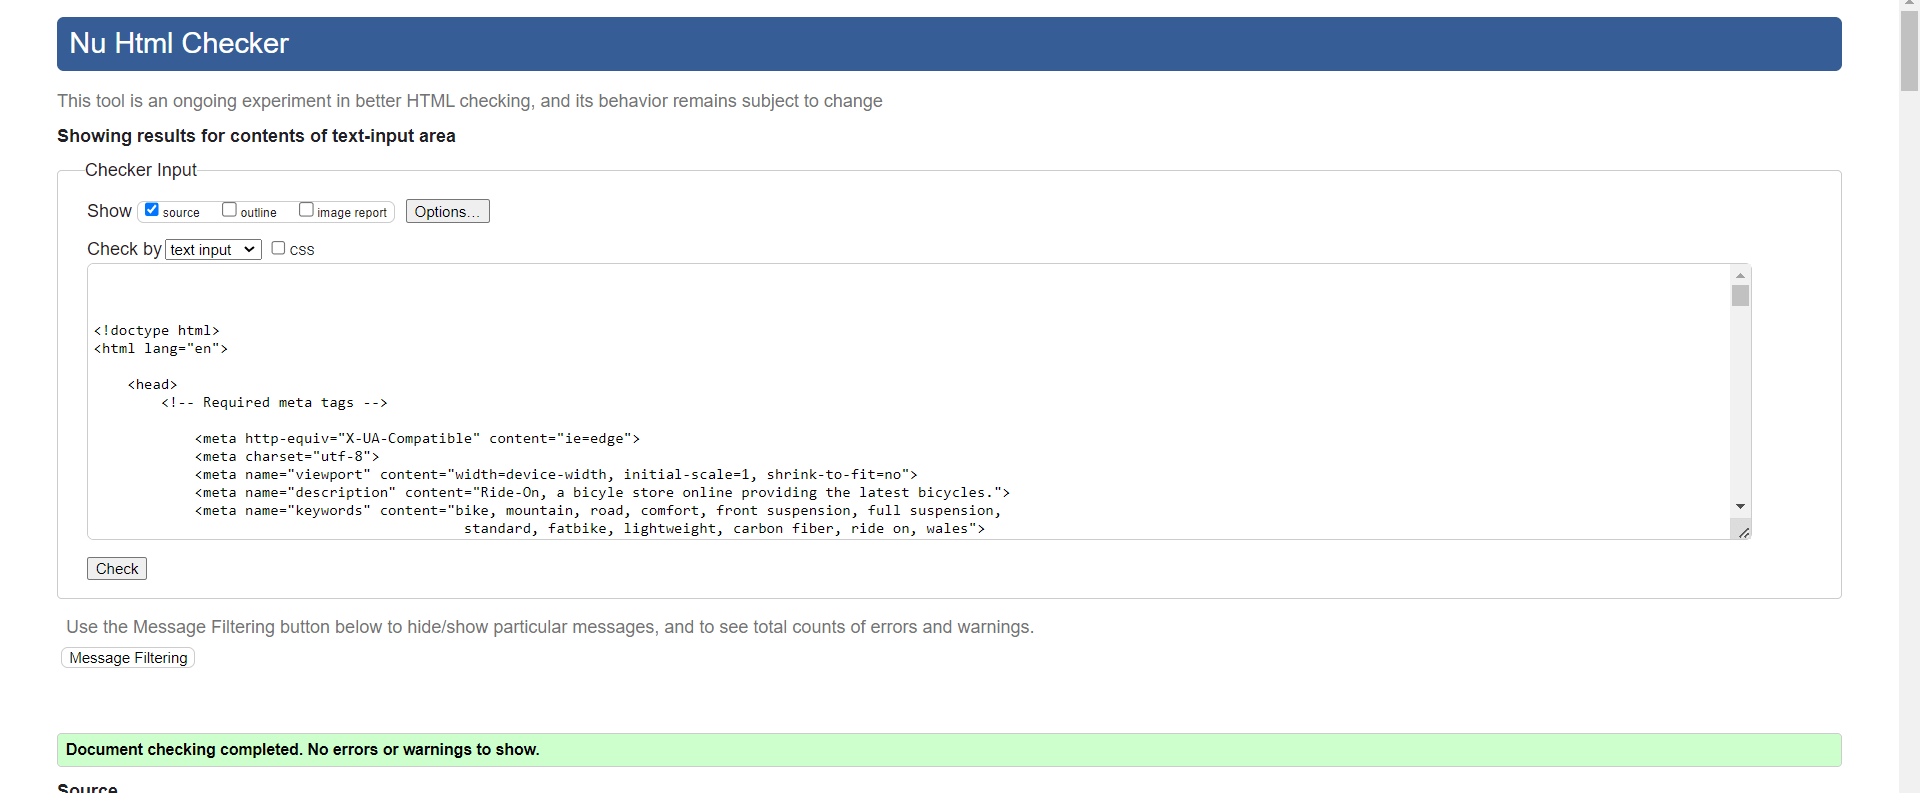 Nu Html Checker
This tool is an ongoing experiment in better HTML checking, and its behavior remains subject to change
Showing results for contents of text-input area
Checker Input
Show source outline image report Options...
Check by text input css
<!doctype html>
<html lang="en">
<head>
<!-- Required meta tags -->
<meta http-equiv="X-UA-Compatible" content="ie=edge">
<meta charset="utf-8">
<meta name="viewport" content="width=device-width, initial-scale=1, shrink-to-fit=no">
<meta name="description" content="Ride-On, a bicyle store online providing the latest bicycles.">
<meta name="keywords" content="bike, mountain, road, comfort, front suspension, full suspension,
standard, fatbike, lightweight, carbon fiber, ride on, wales">
Check
Use the Message Filtering button below to hide/show particular messages, and to see total counts of errors and warnings.
Message Filtering
Document checking completed. No errors or warnings to show.
Source